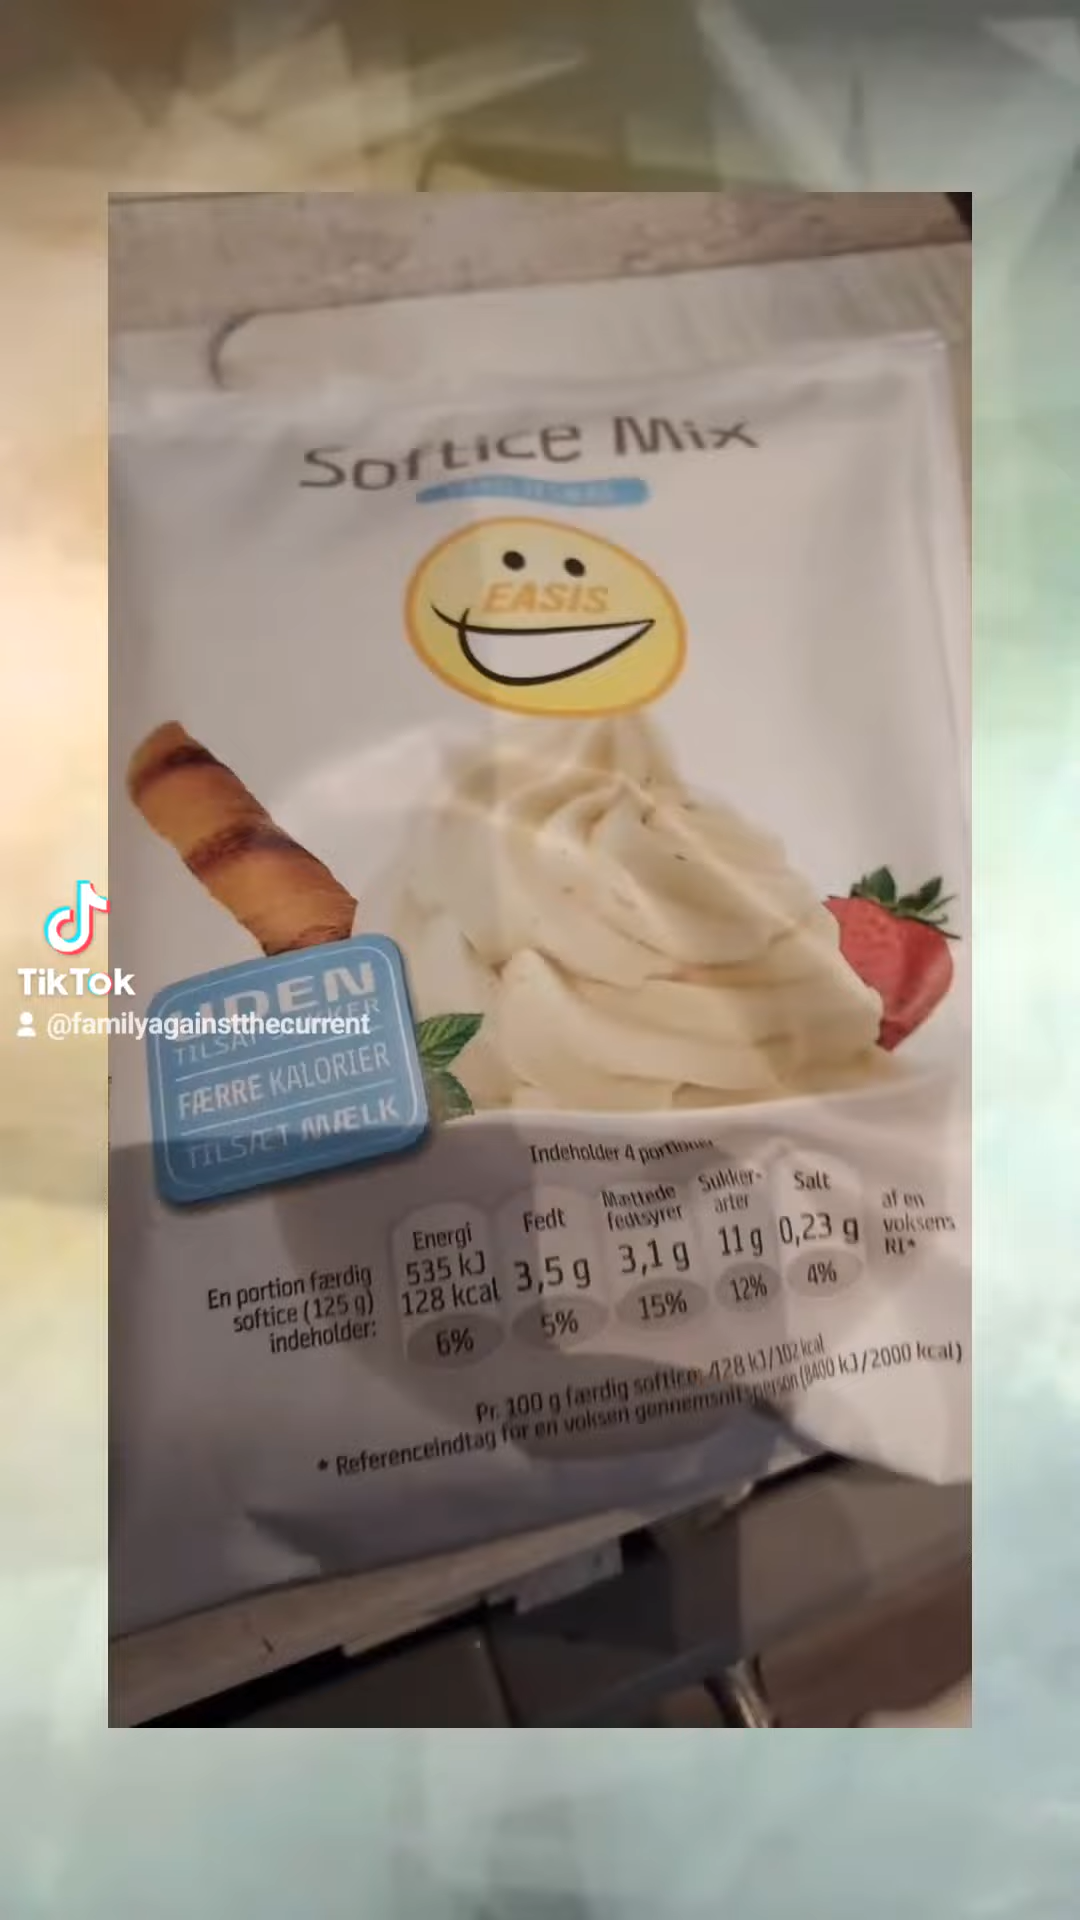 Softice Mix
EASIS
UDEN
TILSAT SUKKER
FÆRRE KALORIER
TILSÆT MÆLK
TikTok
@familyagainstthecurrent
Indeholder 4 portioner
En portion færdig
softice (125 g)
indeholder:
Energi
535 kJ
128 kcal
6%
Fedt
3,5 g
5%
Mættede
fedtsyrer
3,1 g
15%
Sukker-
arter
11 g
12%
Salt
0,23 g
4%
af en
voksens
RI*
Pr. 100 g færdig softice: 428 kJ/102 kcal
* Referenceindtag for en voksen gennemsnitsperson (8400 kJ/2000 kcal)